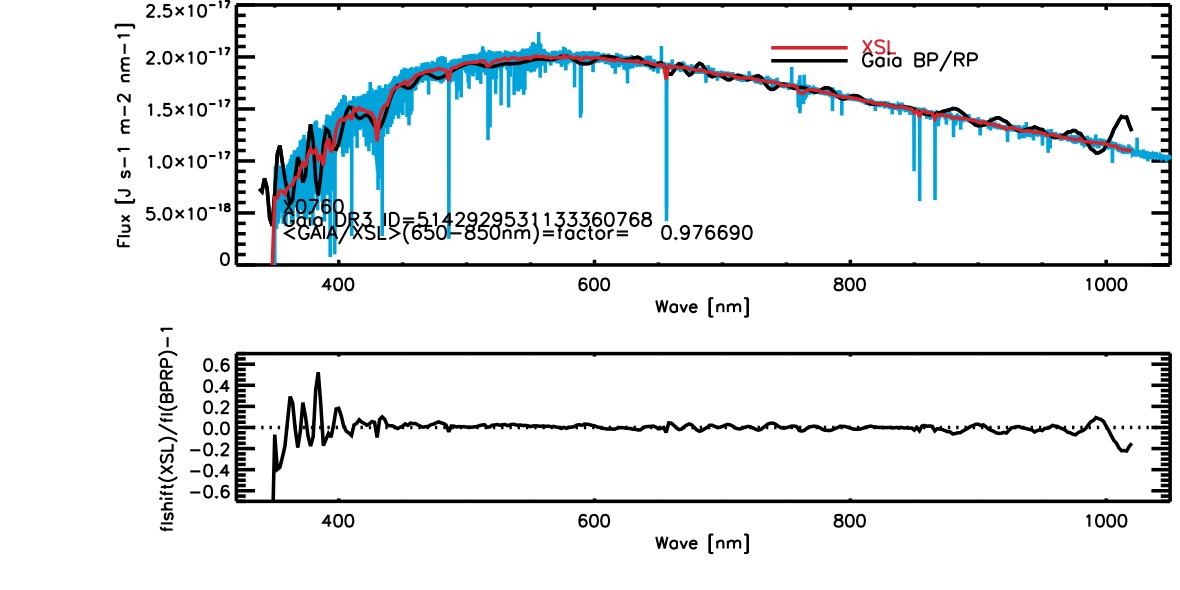 2.5×10−17
2.0×10−17
1.5×10−17
1.0×10−17
5.0×10−18
0
Flux [J s−1 m−2 nm−1]
XSL
Gaia BP/RP
X0760
Gaia DR3 ID=5142929531133360768
<GAIA/XSL>(650−850nm)=factor= 0.976690
400 600 800 1000
Wave [nm]
flshift(XSL)/fl(BPRP)−1
0.6
0.4
0.2
0.0
−0.2
−0.4
−0.6
400 600 800 1000
Wave [nm]